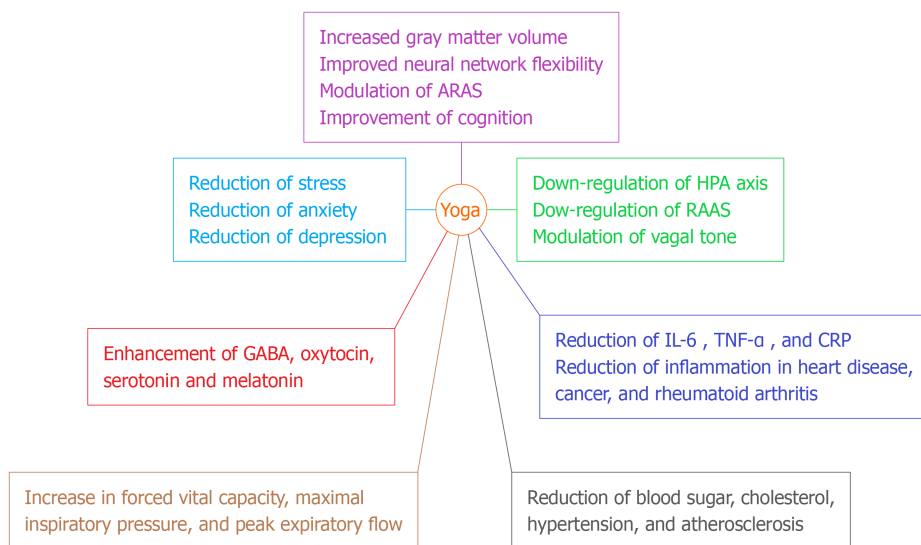 Increased gray matter volume
Improved neural network flexibility
Modulation of ARAS
Improvement of cognition
Reduction of stress
Reduction of anxiety
Reduction of depression
Yoga
Down-regulation of HPA axis
Dow-regulation of RAAS
Modulation of vagal tone
Enhancement of GABA, oxytocin,
serotonin and melatonin
Reduction of IL-6 , TNF-α , and CRP
Reduction of inflammation in heart disease,
cancer, and rheumatoid arthritis
Increase in forced vital capacity, maximal
inspiratory pressure, and peak expiratory flow
Reduction of blood sugar, cholesterol,
hypertension, and atherosclerosis